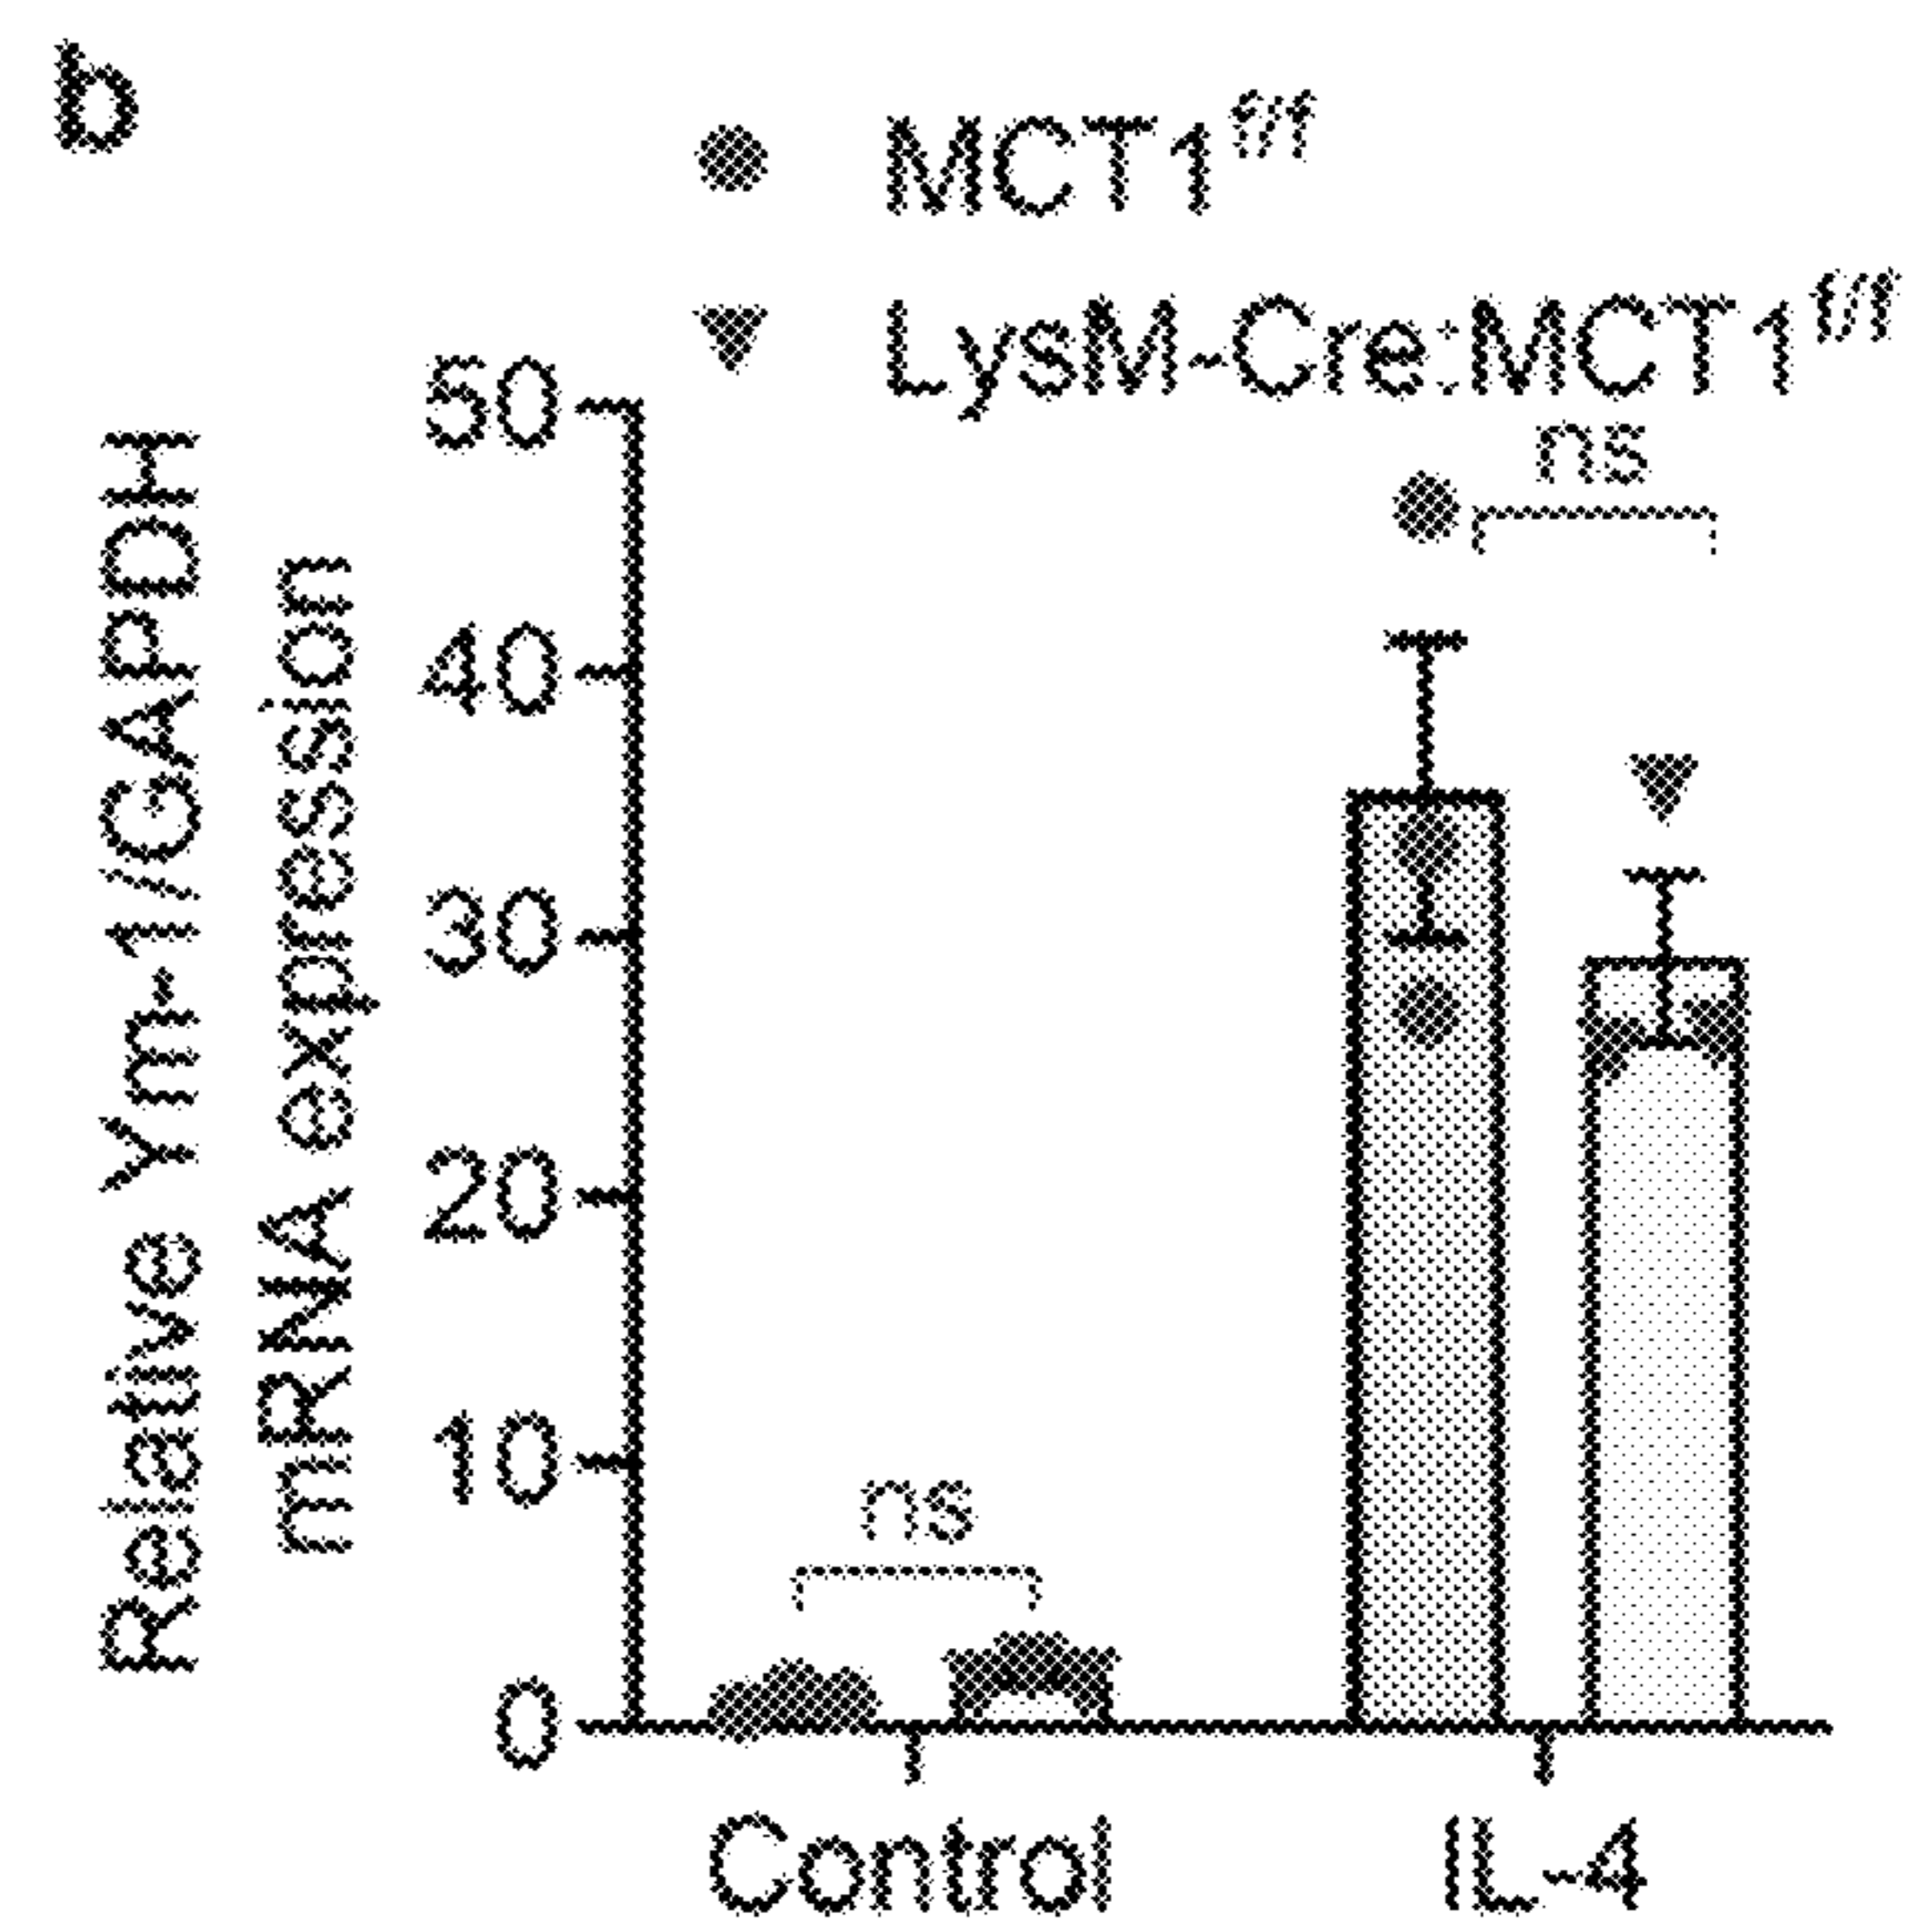 b
MCT1f/f
LysM-Cre:MCT1f/f
Relative Ym-1/GAPDH
mRNA expression
50
40
30
20
10
0
ns
ns
Control
IL-4